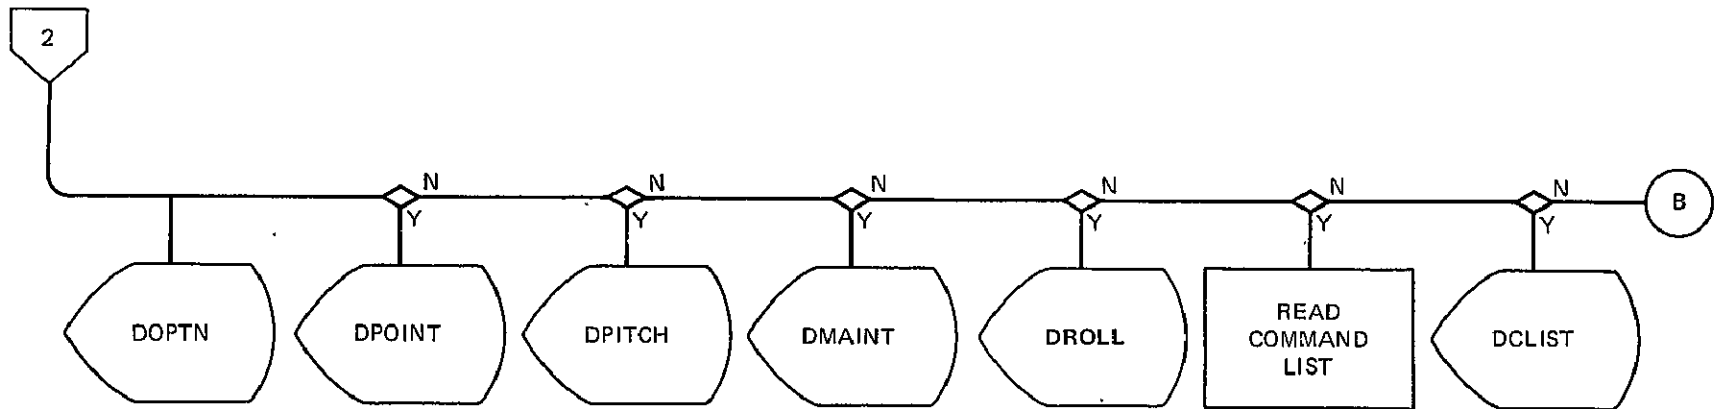 2
N
N
N
N
N
N
B
Y
Y
Y
Y
Y
Y
DOPTN
DPOINT
DPITCH
DMAINT
DROLL
READ
COMMAND
LIST
DCLIST